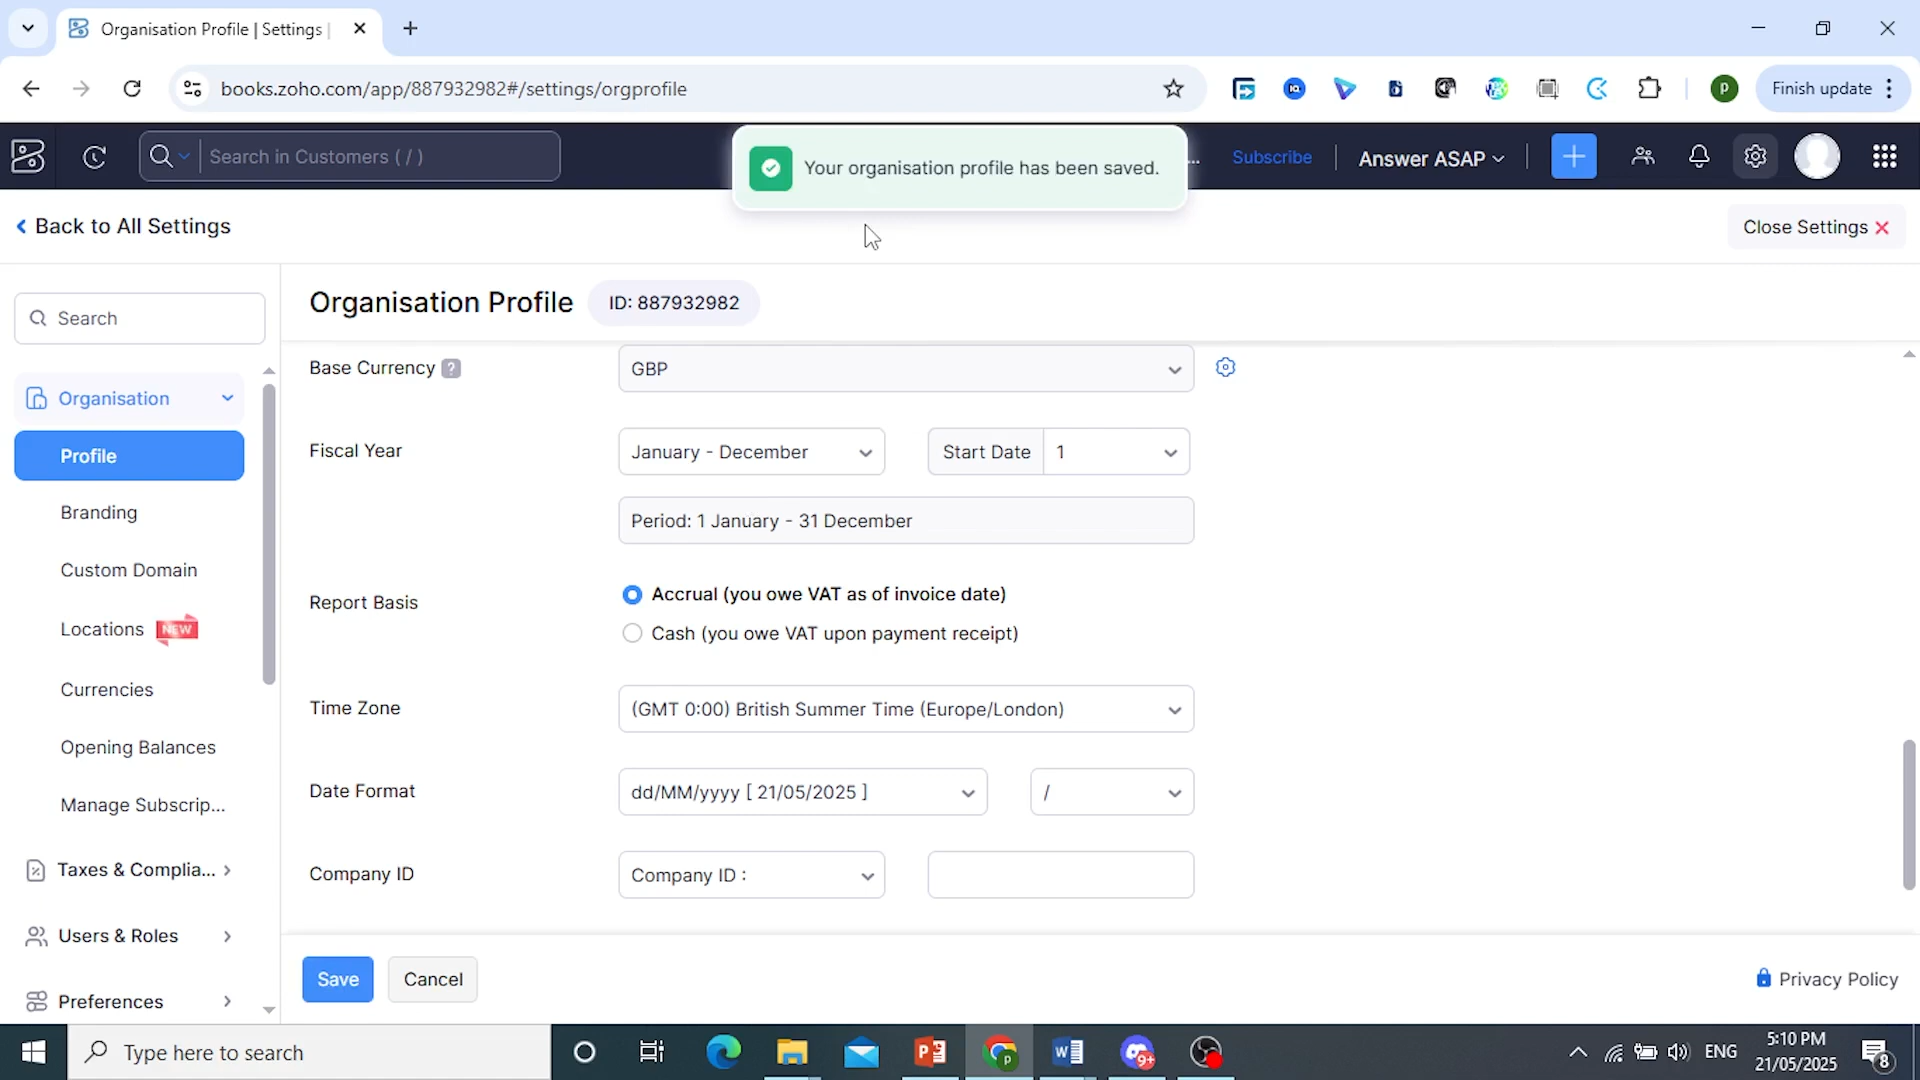 Organisation Profile | Settings |
books.zoho.com/app/887932982#/settings/orgprofile
Finish update
Search in Customers ( / )
Your organisation profile has been saved.
...
Subscribe
Answer ASAP
Back to All Settings
Close Settings
Search
Organisation Profile
ID: 887932982
Organisation
Profile
Branding
Custom Domain
Locations
NEW
Currencies
Opening Balances
Manage Subscrip...
Taxes & Complia...
Users & Roles
Preferences
Base Currency ?
GBP
Fiscal Year
January - December
Start Date
1
Period: 1 January - 31 December
Report Basis
Accrual (you owe VAT as of invoice date)
Cash (you owe VAT upon payment receipt)
Time Zone
(GMT 0:00) British Summer Time (Europe/London)
Date Format
dd/MM/yyyy [ 21/05/2025 ]
/
Company ID
Company ID :
Save
Cancel
Privacy Policy
Type here to search
9+
ENG
5:10 PM
21/05/2025
8